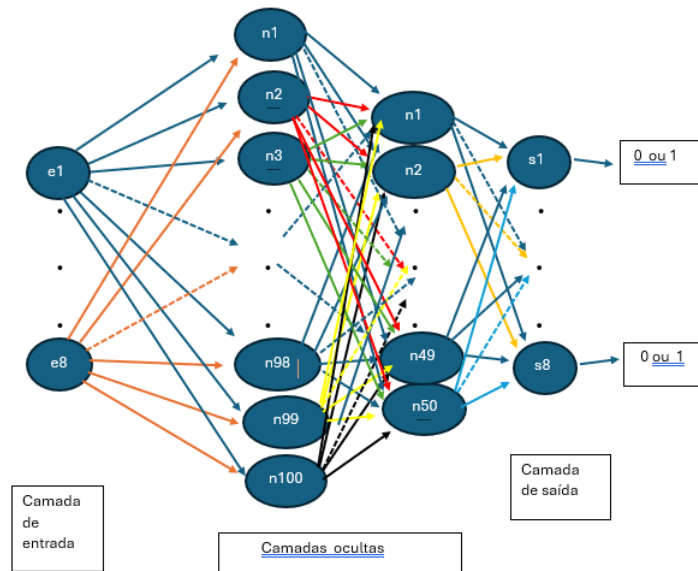 n1
n2
n3
n98
n99
n100
e1
e8
n1
n2
n49
n50
s1
s8
0 ou 1
0 ou 1
Camada
de
entrada
Camadas ocultas
Camada
de saída